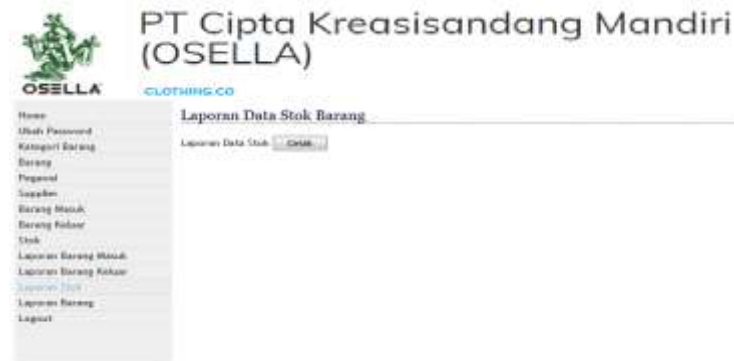 PT Cipta Kreasisandang Mandiri
(OSELLA)
OSELLA
CLOTHING.CO
Home
Ubah Password
Kategori Barang
Barang
Pegawai
Supplier
Barang Masuk
Barang Keluar
Stok
Laporan Barang Masuk
Laporan Barang Keluar
Laporan Stok
Laporan Barang
Logout
Laporan Data Stok Barang
Laporan Data Stok Cetak